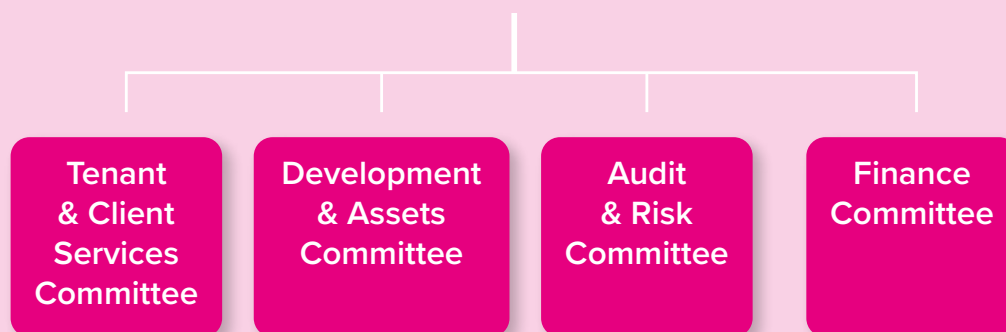 Tenant
& Client
Services
Committee
Development
& Assets
Committee
Audit
& Risk
Committee
Finance
Committee